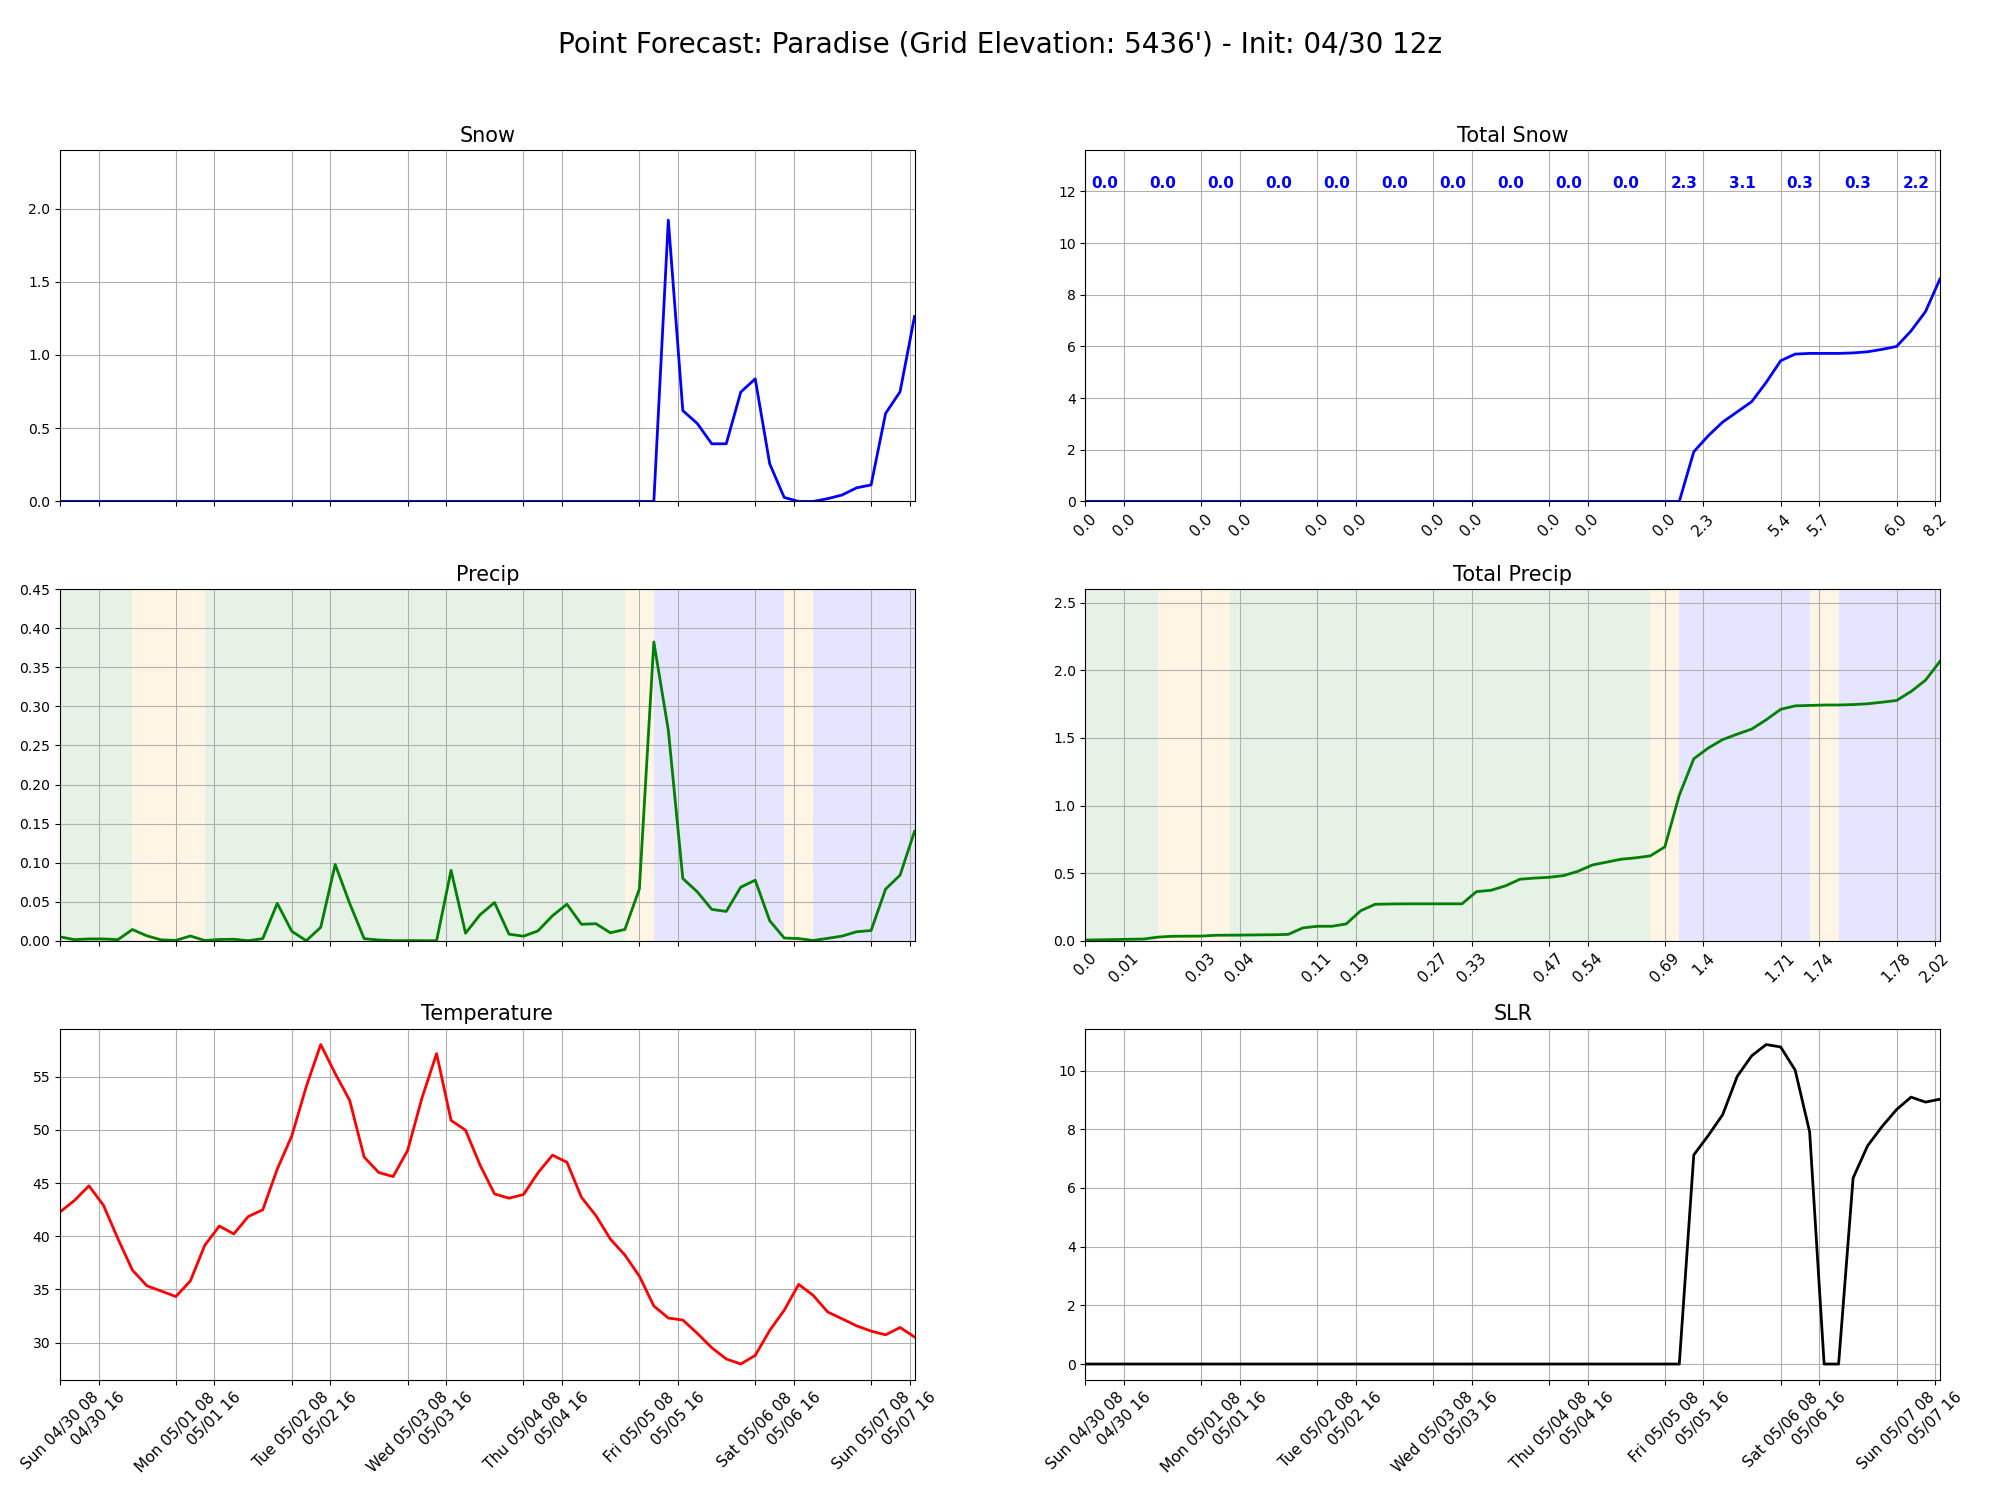 Point Forecast: Paradise (Grid Elevation: 5436') - Init: 04/30 12z
Snow
2.0
1.5
1.0
0.5
0.0
Total Snow
0.0 0.0 0.0 0.0 0.0 0.0 0.0 0.0 0.0 0.0 2.3 3.1 0.3 0.3 2.2
12
10
8
6
4
2
0
0.0 0.0 0.0 0.0 0.0 0.0 0.0 0.0 0.0 0.0 0.0 2.3 5.4 5.7 6.0 8.2
Precip
0.45
0.40
0.35
0.30
0.25
0.20
0.15
0.10
0.05
0.00
Total Precip
2.5
2.0
1.5
1.0
0.5
0.0
0.0 0.01 0.03 0.04 0.11 0.19 0.27 0.33 0.47 0.54 0.69 1.4 1.71 1.74 1.78 2.02
Temperature
55
50
45
40
35
30
Sun 04/30 08
04/30 16
Mon 05/01 08
05/01 16
Tue 05/02 08
05/02 16
Wed 05/03 08
05/03 16
Thu 05/04 08
05/04 16
Fri 05/05 08
05/05 16
Sat 05/06 08
05/06 16
Sun 05/07 08
05/07 16
SLR
10
8
6
4
2
0
Sun 04/30 08
04/30 16
Mon 05/01 08
05/01 16
Tue 05/02 08
05/02 16
Wed 05/03 08
05/03 16
Thu 05/04 08
05/04 16
Fri 05/05 08
05/05 16
Sat 05/06 08
05/06 16
Sun 05/07 08
05/07 16